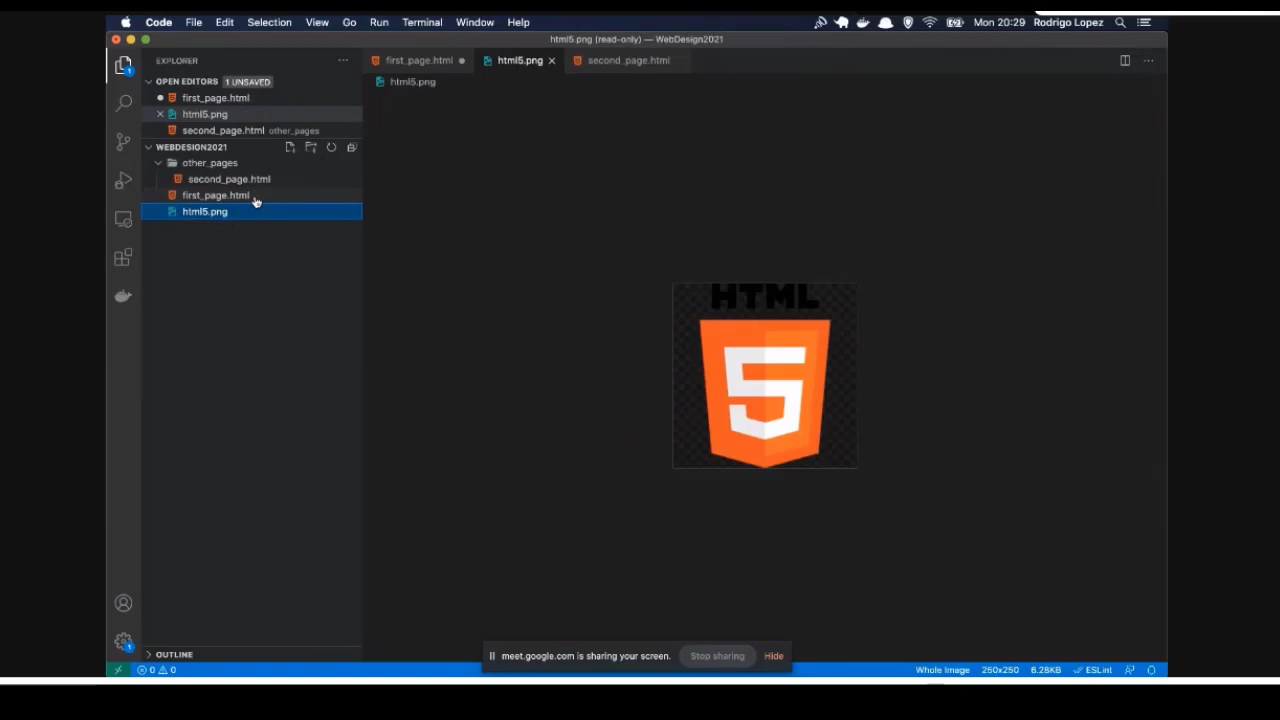 Code File Edit Selection View Go Run Terminal Window Help Mon 20:29 Rodrigo Lopez
html5.png (read-only) — WebDesign2021
EXPLORER
first_page.html html5.png second_page.html
OPEN EDITORS 1 UNSAVED
html5.png
first_page.html
html5.png
second_page.html other_pages
WEBDESIGN2021
other_pages
second_page.html
first_page.html
html5.png
HTML
5
OUTLINE
meet.google.com is sharing your screen. Stop sharing Hide
0 0 Whole Image 250x250 6.28KB ESLint